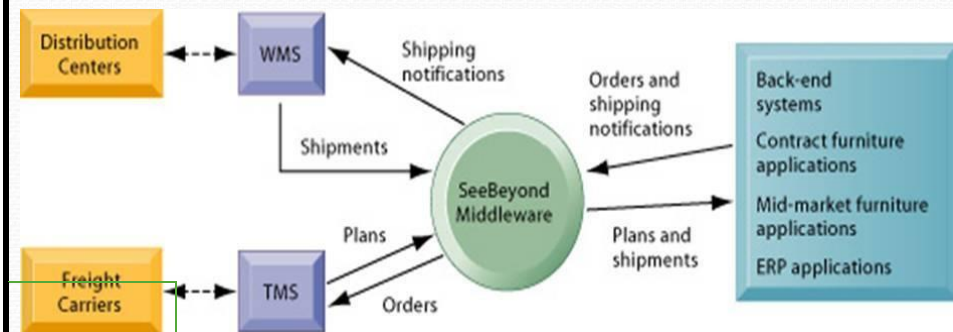 Distribution
Centers
WMS
Shipping
notifications
Orders and
shipping
notifications
Back-end
systems
Contract furniture
applications
Mid-market furniture
applications
ERP applications
Shipments
SeeBeyond
Middleware
Plans
Plans and
shipments
Freight
Carriers
TMS
Orders